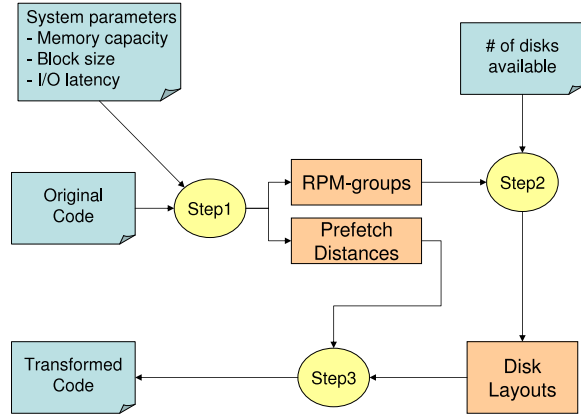 System parameters
- Memory capacity
- Block size
- I/O latency
# of disks
available
Original
Code
Step1
RPM-groups
Step2
Prefetch
Distances
Transformed
Code
Step3
Disk
Layouts